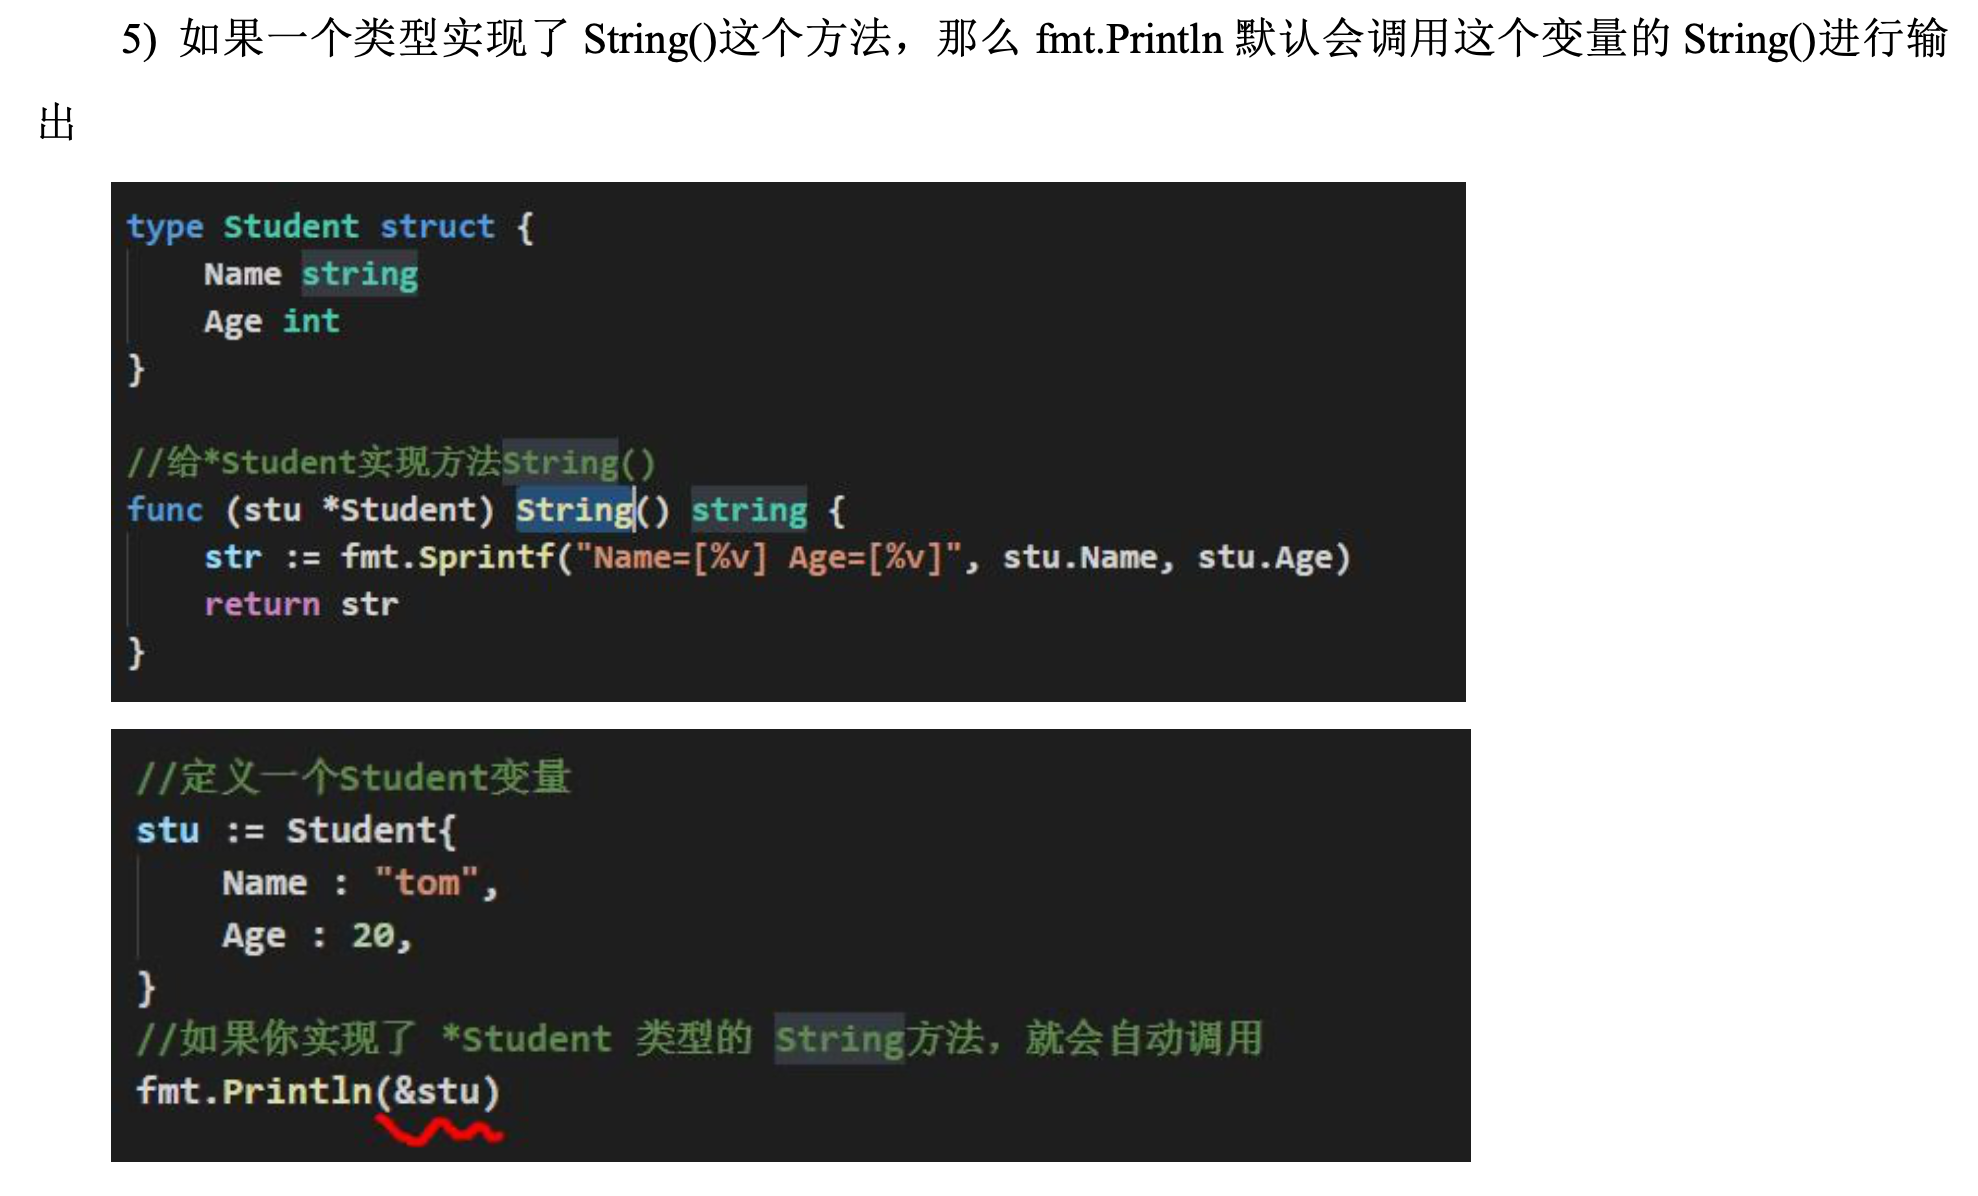 5) 如果一个类型实现了 String()这个方法，那么 fmt.Println 默认会调用这个变量的 String()进行输
出
type Student struct {
    Name string
    Age int
}
//给*Student实现方法String()
func (stu *Student) String() string {
    str := fmt.Sprintf("Name=[%v] Age=[%v]", stu.Name, stu.Age)
    return str
}
//定义一个Student变量
stu := Student{
    Name : "tom",
    Age : 20,
}
//如果你实现了 *Student 类型的 String方法，就会自动调用
fmt.Println(&stu)